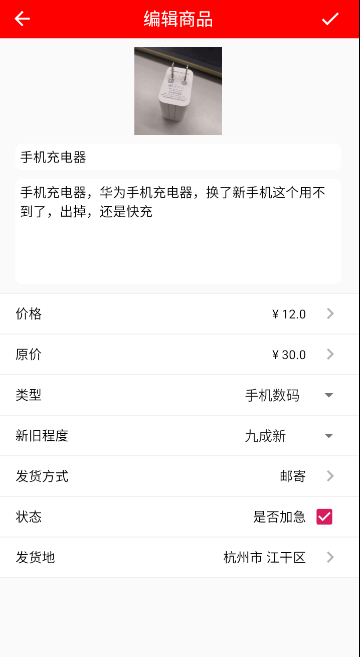 编辑商品
手机充电器
手机充电器，华为手机充电器，换了新手机这个用不
到了，出掉，还是快充
价格 ¥ 12.0
原价 ¥ 30.0
类型 手机数码
新旧程度 九成新
发货方式 邮寄
状态 是否加急
发货地 杭州市 江干区